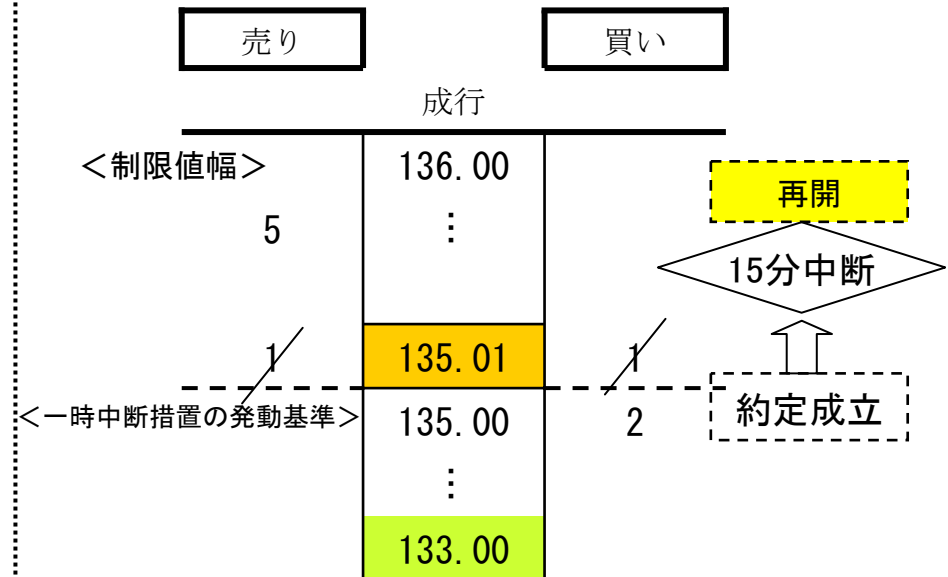 売り 買い
成行
＜制限値幅＞ 136.00
再開
5 ⋮
15分中断
1 135.01 1
＜一時中断措置の発動基準＞ 135.00 2 約定成立
⋮
133.00